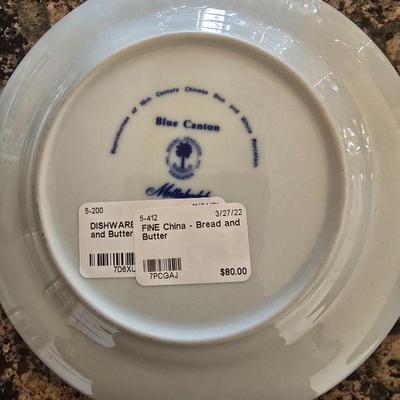 Reproduction of 18th Century Chinese Blue and White Porcelain
Blue Canton
Mottahedeh
5-200
DISHWARE
and Butter
7D6XU
5-412 3/27/22
FINE China - Bread and
Butter
7PCGAJ
$80.00